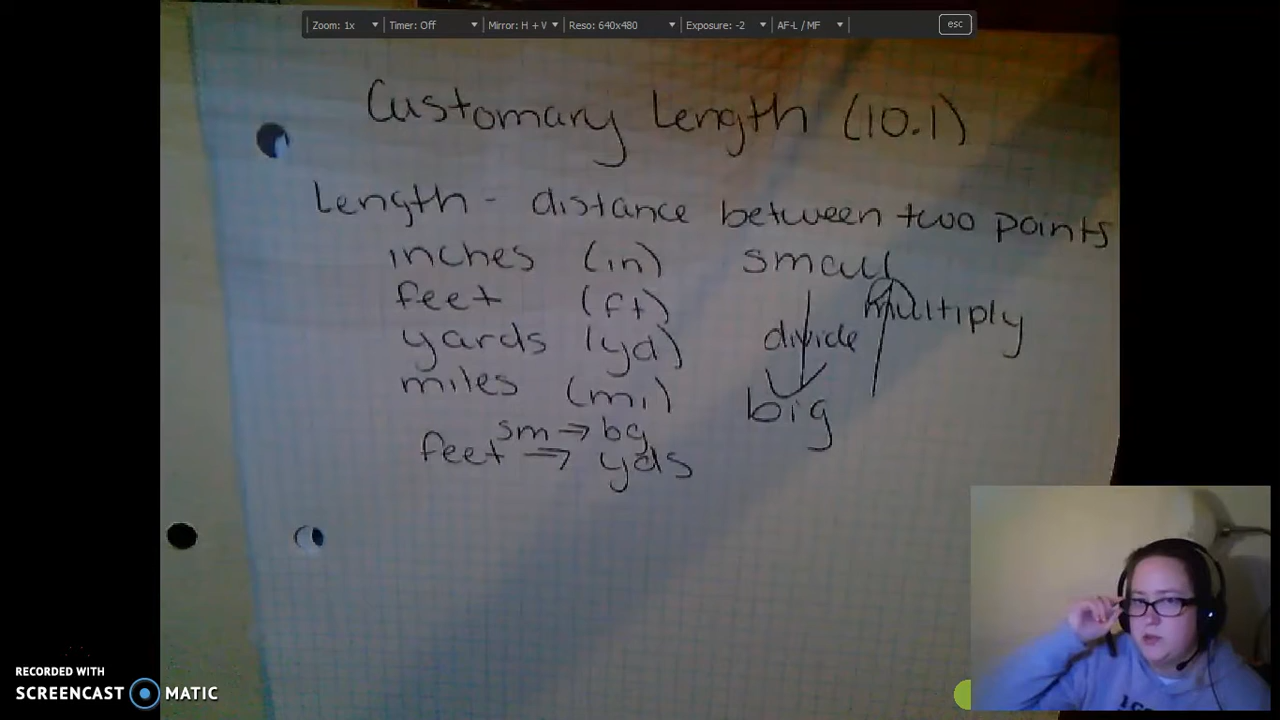 Zoom: 1x Timer: Off Mirror: H + V Reso: 640x480 Exposure: -2 AF-L / MF esc
Customary Length (10.1)
Length - distance between two points
inches (in) small
feet (ft) multiply
yards (yd) divide
miles (mi) big
sm → bg
feet → yds
RECORDED WITH
SCREENCAST MATIC